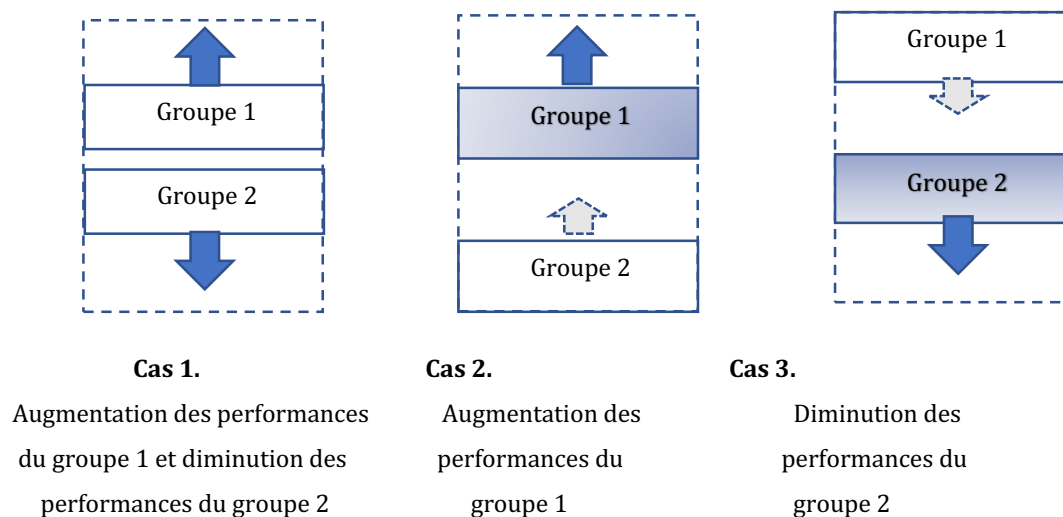 Groupe 1
Groupe 2
Groupe 1
Groupe 2
Groupe 1
Groupe 2
Cas 1.
Augmentation des performances
du groupe 1 et diminution des
performances du groupe 2
Cas 2.
Augmentation des
performances du
groupe 1
Cas 3.
Diminution des
performances du
groupe 2